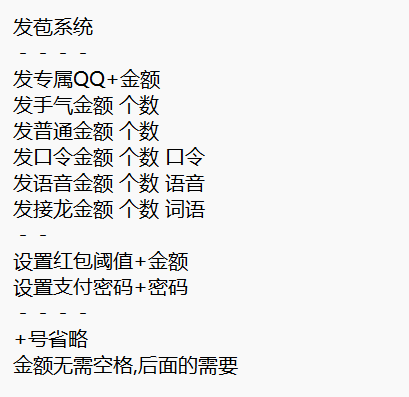 发苞系统
- - - -
发专属QQ+金额
发手气金额 个数
发普通金额 个数
发口令金额 个数 口令
发语音金额 个数 语音
发接龙金额 个数 词语
- -
设置红包阈值+金额
设置支付密码+密码
- - - -
+号省略
金额无需空格,后面的需要